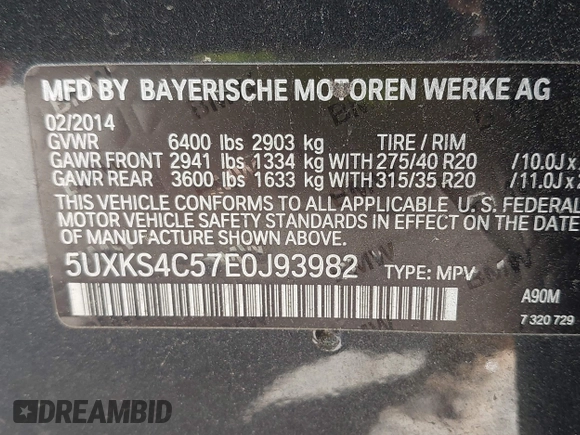 MFD BY BAYERISCHE MOTOREN WERKE AG
02/2014
GVWR 6400 lbs 2903 kg TIRE / RIM
GAWR FRONT 2941 lbs 1334 kg WITH 275/40 R20 /10.0J x
GAWR REAR 3600 lbs 1633 kg WITH 315/35 R20 /11.0J x
THIS VEHICLE CONFORMS TO ALL APPLICABLE U. S. FEDERAL
MOTOR VEHICLE SAFETY STANDARDS IN EFFECT ON THE DATE
MANUFACTURE SHOWN ABOVE.
5UXKS4C57E0J93982 TYPE: MPV
A90M
7 320 729
DREAMBID